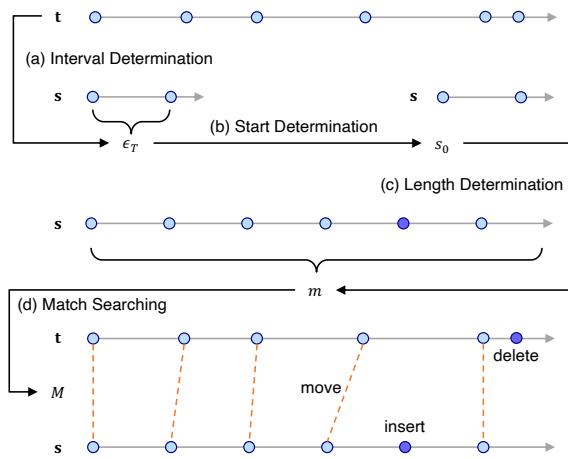 t
(a) Interval Determination
s
s
(b) Start Determination
ϵ_T
s_0
(c) Length Determination
s
m
(d) Match Searching
t
delete
M
move
insert
s